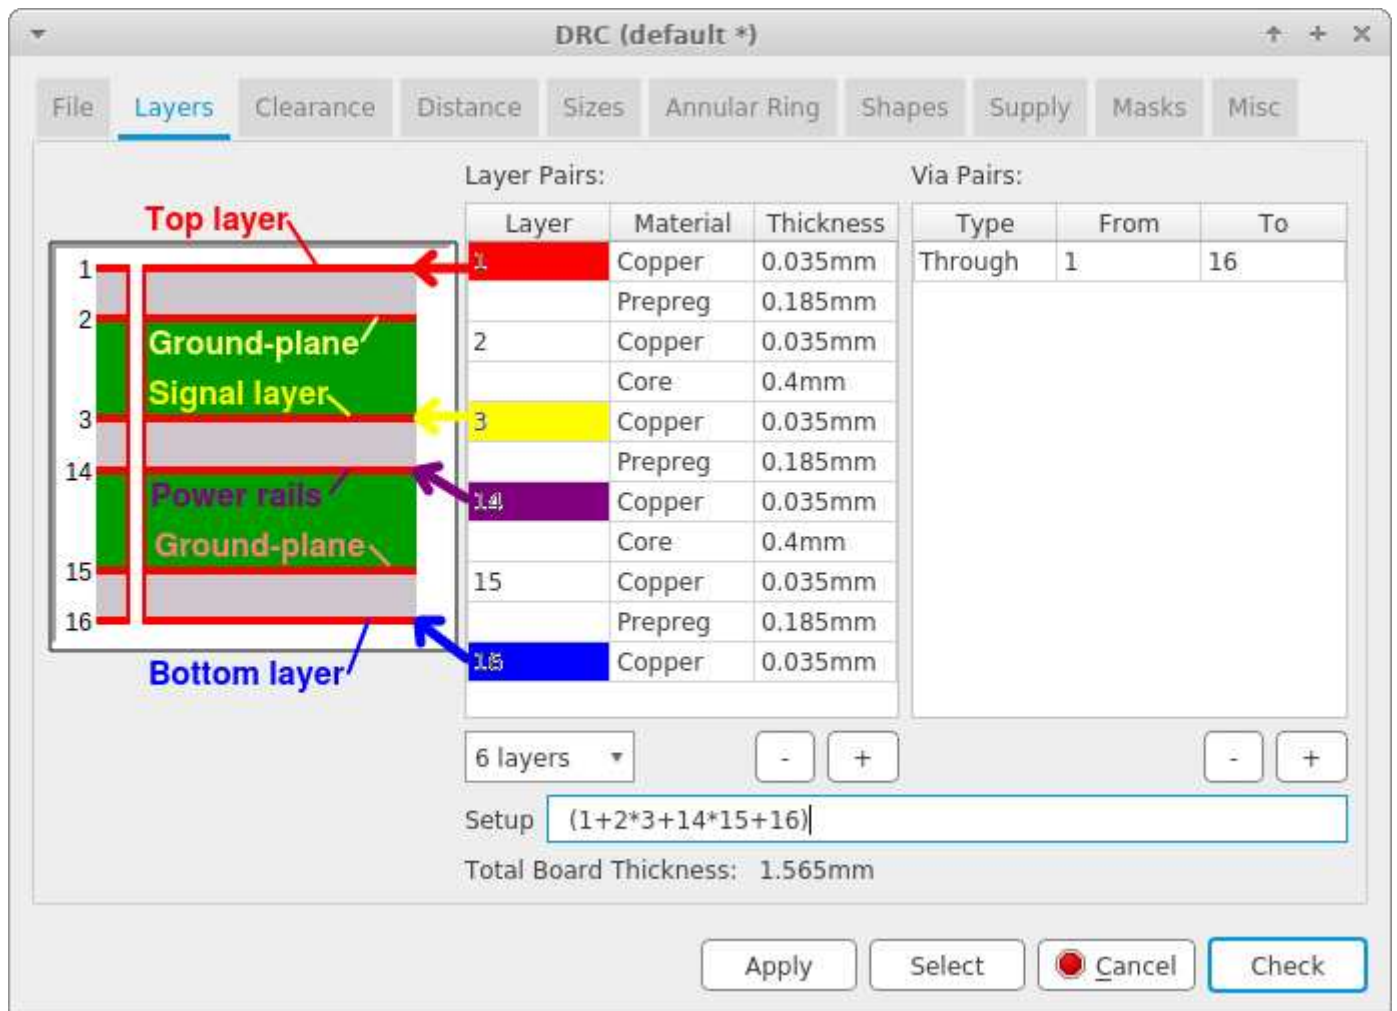 DRC (default *)
File Layers Clearance Distance Sizes Annular Ring Shapes Supply Masks Misc
Layer Pairs:
Via Pairs:
Top layer
1
2
Ground-plane
Signal layer
3
14
Power rails
Ground-plane
15
16
Bottom layer
Layer Material Thickness
1 Copper 0.035mm
Prepreg 0.185mm
2 Copper 0.035mm
Core 0.4mm
3 Copper 0.035mm
Prepreg 0.185mm
14 Copper 0.035mm
Core 0.4mm
15 Copper 0.035mm
Prepreg 0.185mm
16 Copper 0.035mm
Type From To
Through 1 16
6 layers - +
- +
Setup (1+2*3+14*15+16)
Total Board Thickness: 1.565mm
Apply Select Cancel Check